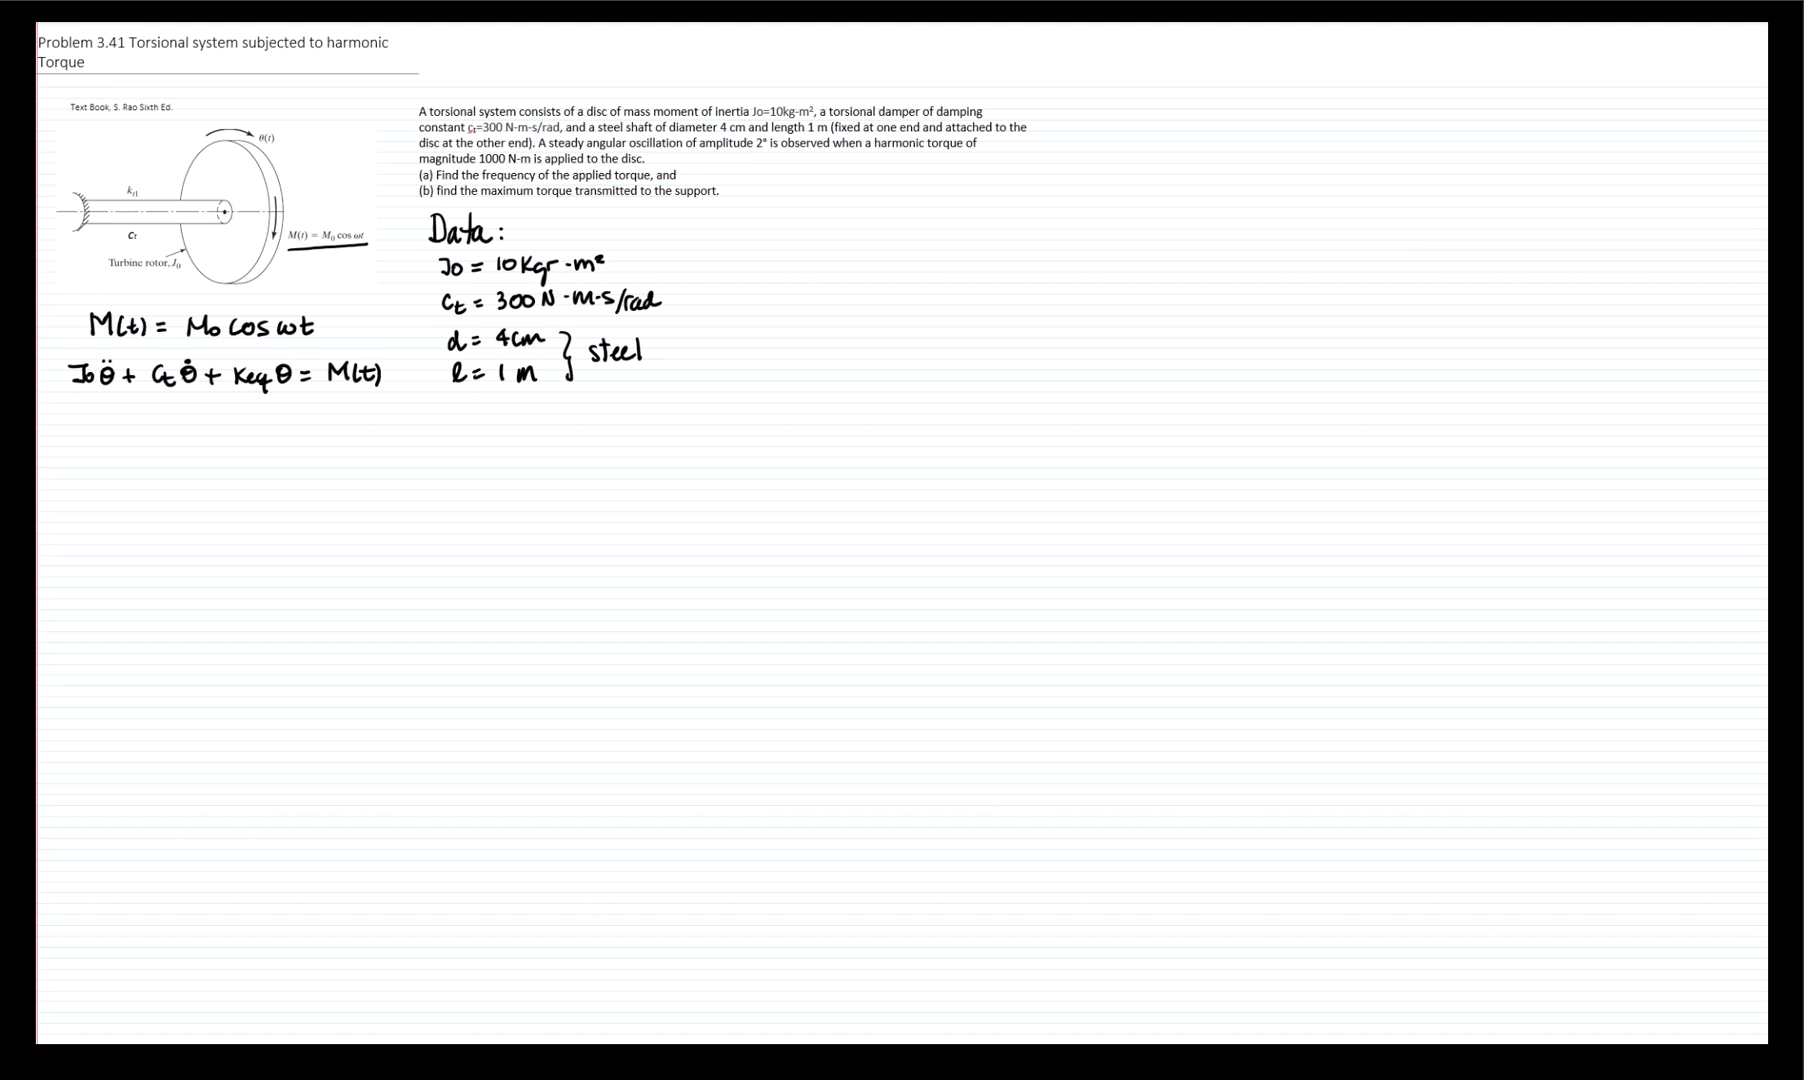 Problem 3.41 Torsional system subjected to harmonic
Torque
Text Book, S. Rao Sixth Ed.
θ(t)
k_t1
Ct
M(t) = M₀ cos ωt
Turbine rotor, J₀
M(t) = Mo cos ωt
Jo θ̈ + Ct θ̇ + Keq θ = M(t)
A torsional system consists of a disc of mass moment of inertia Jo=10kg-m², a torsional damper of damping
constant cₜ=300 N-m-s/rad, and a steel shaft of diameter 4 cm and length 1 m (fixed at one end and attached to the
disc at the other end). A steady angular oscillation of amplitude 2° is observed when a harmonic torque of
magnitude 1000 N-m is applied to the disc.
(a) Find the frequency of the applied torque, and
(b) find the maximum torque transmitted to the support.
Data:
Jo = 10 Kgr-m²
Ct = 300 N-m-s/rad
d = 4cm
l = 1 m
} steel